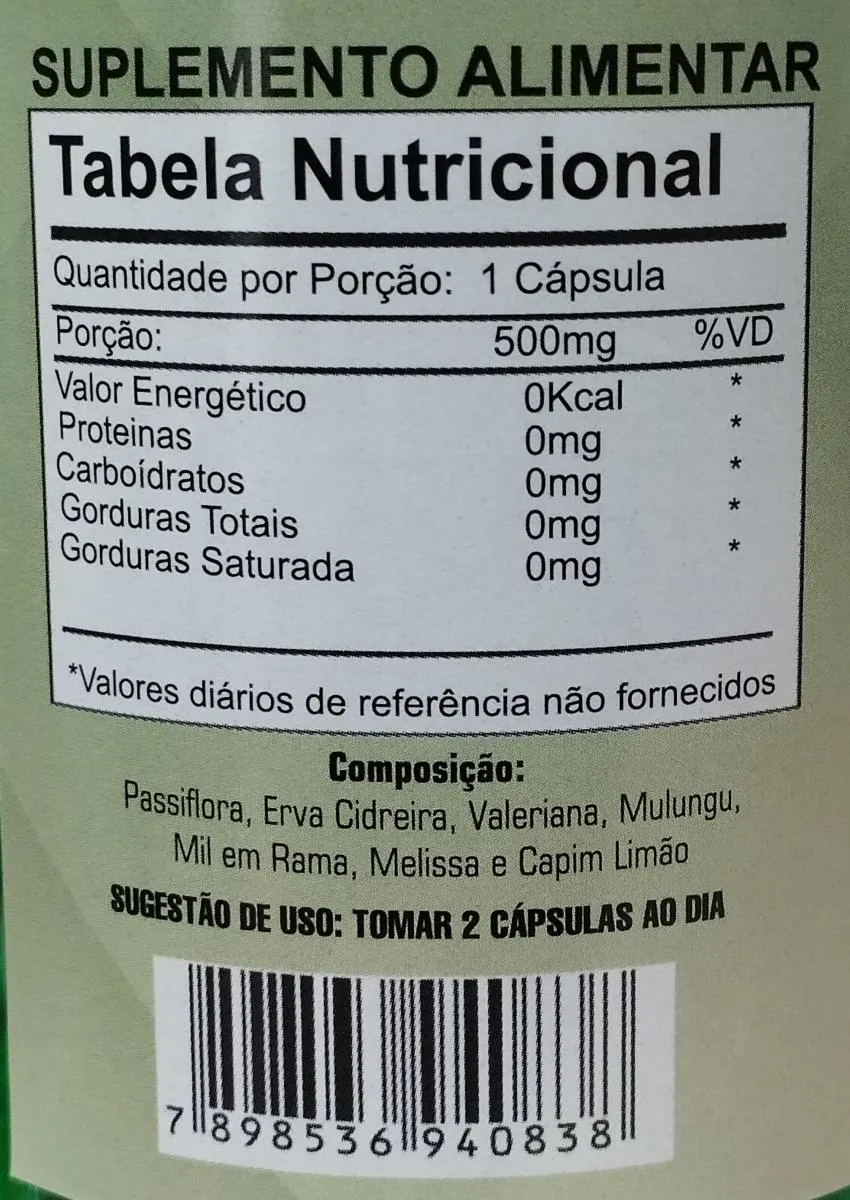 SUPLEMENTO ALIMENTAR
Tabela Nutricional
Quantidade por Porção: 1 Cápsula
Porção: 500mg %VD
Valor Energético 0Kcal *
Proteinas 0mg *
Carboídratos 0mg *
Gorduras Totais 0mg *
Gorduras Saturada 0mg *
*Valores diários de referência não fornecidos
Composição:
Passiflora, Erva Cidreira, Valeriana, Mulungu,
Mil em Rama, Melissa e Capim Limão
SUGESTÃO DE USO: TOMAR 2 CÁPSULAS AO DIA
7 898536 940838